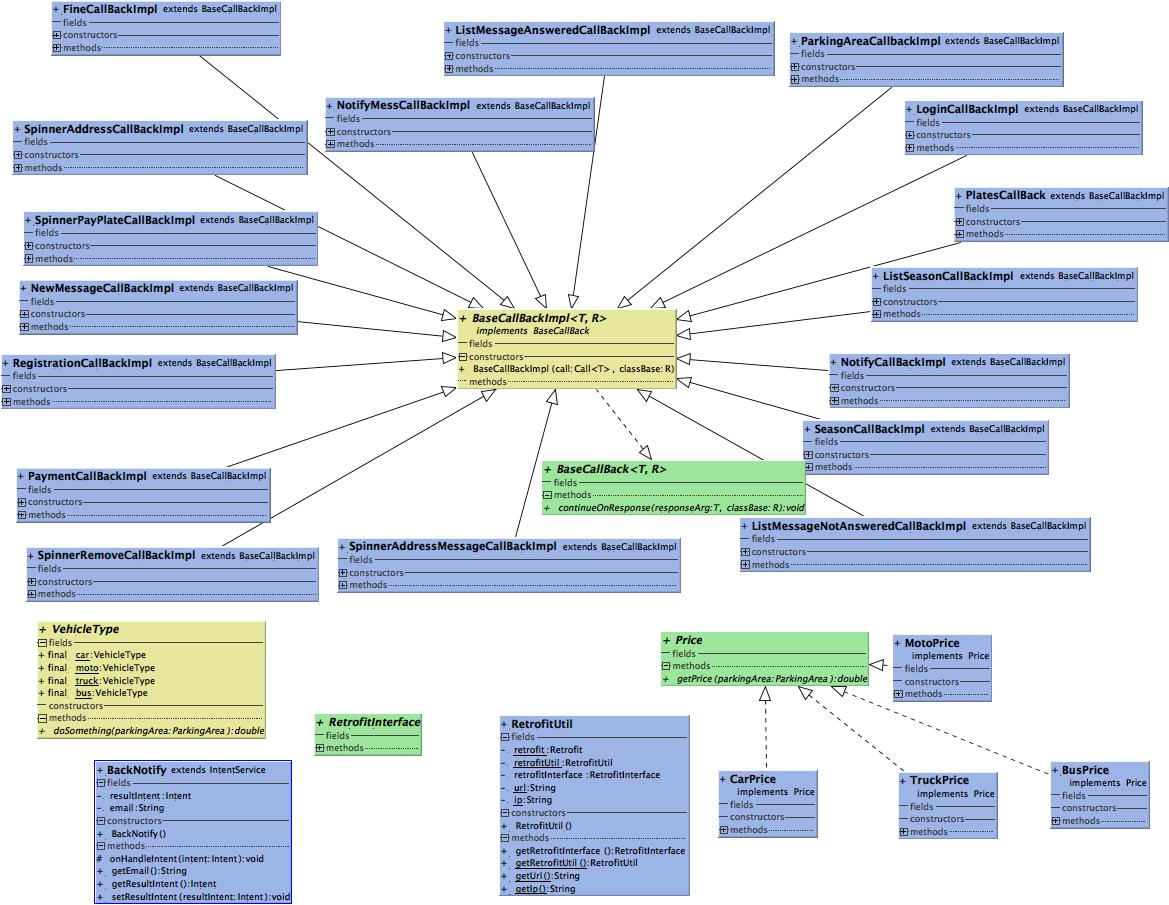 + FineCallBackImpl extends BaseCallBackImpl
fields
constructors
methods
+ ListMessageAnsweredCallBackImpl extends BaseCallBackImpl
fields
constructors
methods
+ ParkingAreaCallbackImpl extends BaseCallBackImpl
fields
constructors
methods
+ NotifyMessCallBackImpl extends BaseCallBackImpl
fields
constructors
methods
+ LoginCallBackImpl extends BaseCallBackImpl
fields
constructors
methods
+ SpinnerAddressCallBackImpl extends BaseCallBackImpl
fields
constructors
methods
+ PlatesCallBack extends BaseCallBackImpl
fields
constructors
methods
+ SpinnerPayPlateCallBackImpl extends BaseCallBackImpl
fields
constructors
methods
+ ListSeasonCallBackImpl extends BaseCallBackImpl
fields
constructors
methods
+ NewMessageCallBackImpl extends BaseCallBackImpl
fields
constructors
methods
+ BaseCallBackImpl<T, R>
implements BaseCallBack
fields
constructors
+ BaseCallBackImpl (call: Call<T>, classBase: R)
methods
+ RegistrationCallBackImpl extends BaseCallBackImpl
fields
constructors
methods
+ NotifyCallBackImpl extends BaseCallBackImpl
fields
constructors
methods
+ SeasonCallBackImpl extends BaseCallBackImpl
fields
constructors
methods
+ BaseCallBack<T, R>
fields
methods
+ continueOnResponse(responseArg:T, classBase: R):void
+ PaymentCallBackImpl extends BaseCallBackImpl
fields
constructors
methods
+ ListMessageNotAnsweredCallBackImpl extends BaseCallBackImpl
fields
constructors
methods
+ SpinnerAddressMessageCallBackImpl extends BaseCallBackImpl
fields
constructors
methods
+ SpinnerRemoveCallBackImpl extends BaseCallBackImpl
fields
constructors
methods
+ VehicleType
fields
+ final car:VehicleType
+ final moto:VehicleType
+ final truck:VehicleType
+ final bus:VehicleType
constructors
methods
+ doSomething(parkingArea: ParkingArea ): double
+ Price
fields
methods
+ getPrice (parkingArea: ParkingArea ): double
+ MotoPrice
implements Price
fields
constructors
methods
+ RetrofitInterface
fields
methods
+ RetrofitUtil
fields
- retrofit : Retrofit
- retrofitUtil : RetrofitUtil
- retrofitInterface : RetrofitInterface
- url:String
- ip:String
constructors
+ RetrofitUtil ()
methods
+ getRetrofitInterface (): RetrofitInterface
+ getRetrofitUtil (): RetrofitUtil
+ getUrl():String
+ getIp():String
+ BackNotify extends IntentService
fields
- resultIntent : Intent
- email : String
constructors
+ BackNotify()
methods
# onHandleIntent(intent: Intent ): void
+ getEmail():String
+ getResultIntent (): Intent
+ setResultIntent (resultIntent: Intent ): void
+ CarPrice
implements Price
fields
constructors
methods
+ TruckPrice
implements Price
fields
constructors
methods
+ BusPrice
implements Price
fields
constructors
methods